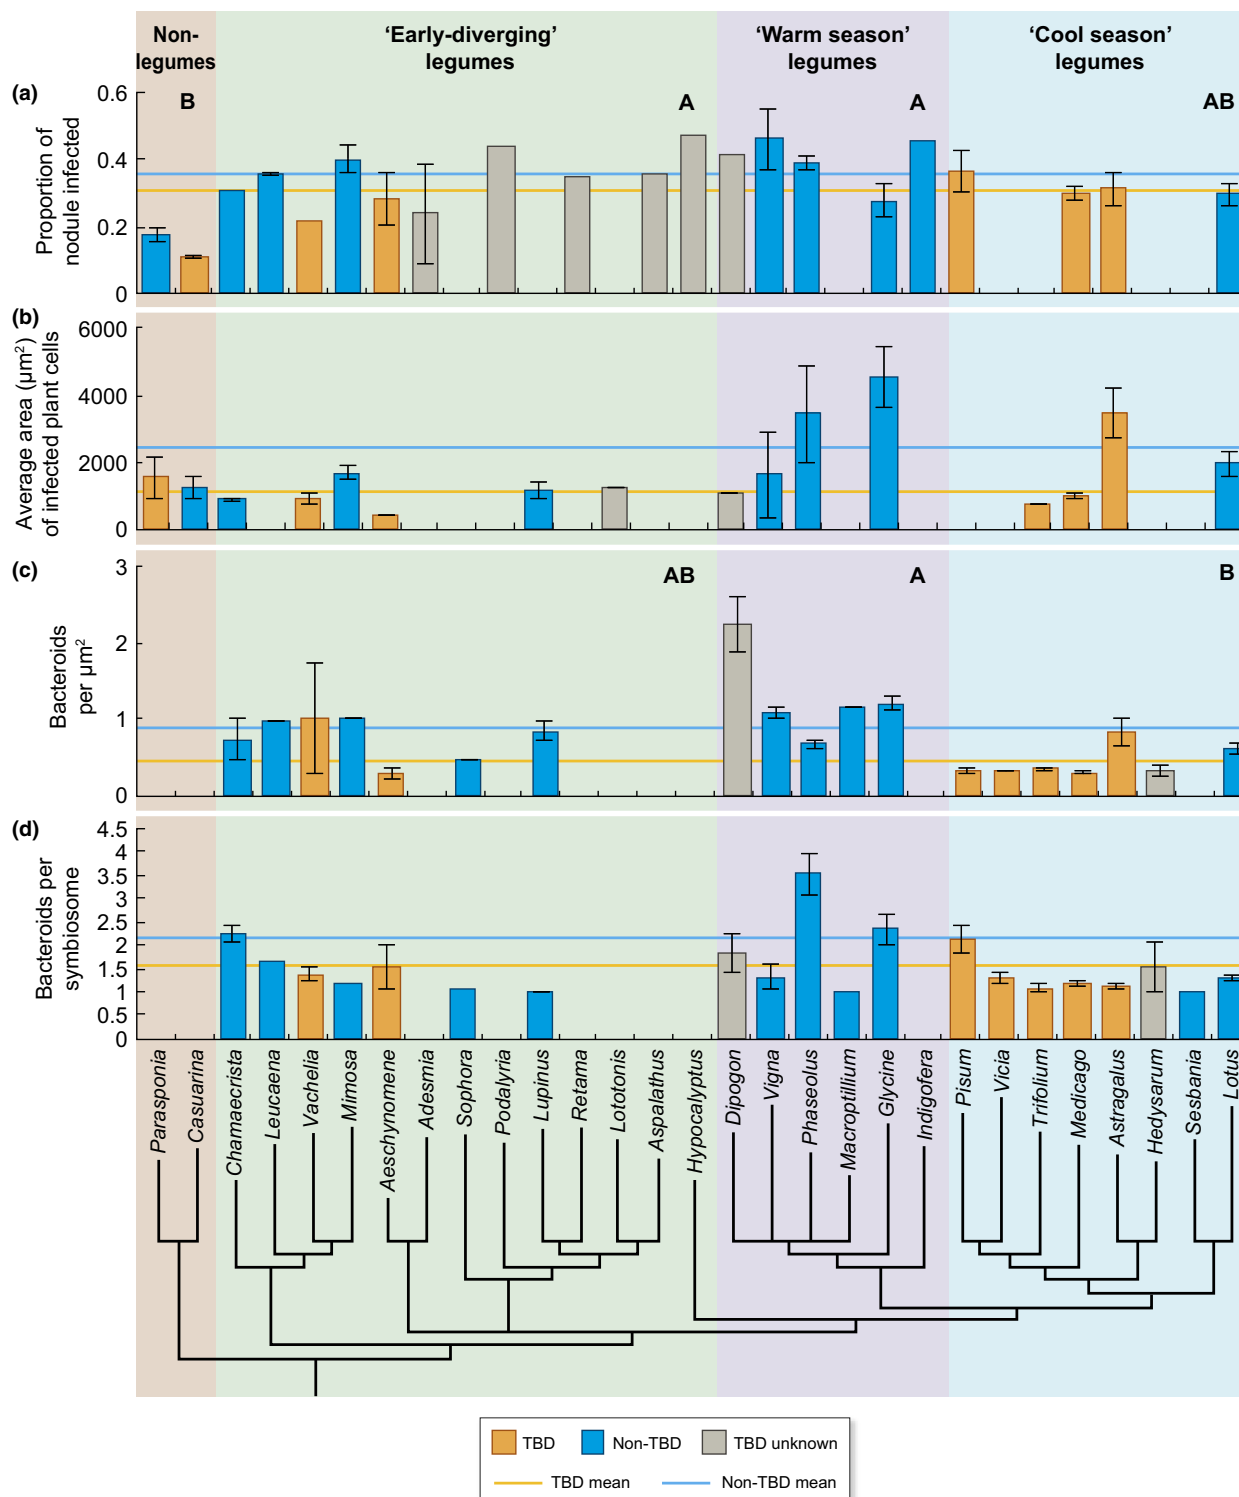 Non-
legumes
‘Early-diverging’
legumes
‘Warm season’
legumes
‘Cool season’
legumes
(a)
Proportion of
nodule infected
0.6
0.4
0.2
0
B
A
A
AB
(b)
Average area (µm²)
of infected plant cells
6000
4000
2000
0
(c)
Bacteroids
per µm²
3
2
1
0
AB
A
B
(d)
Bacteroids per
symbiosome
4.5
4
3.5
3
2.5
2
1.5
1
0.5
0
Parasponia
Casuarina
Chamaecrista
Leucaena
Vachelia
Mimosa
Aeschynomene
Adesmia
Sophora
Podalyria
Lupinus
Retama
Lototonis
Aspalathus
Hypocalyptus
Dipogon
Vigna
Phaseolus
Macroptillium
Glycine
Indigofera
Pisum
Vicia
Trifolium
Medicago
Astragalus
Hedysarum
Sesbania
Lotus
TBD
Non-TBD
TBD unknown
TBD mean
Non-TBD mean